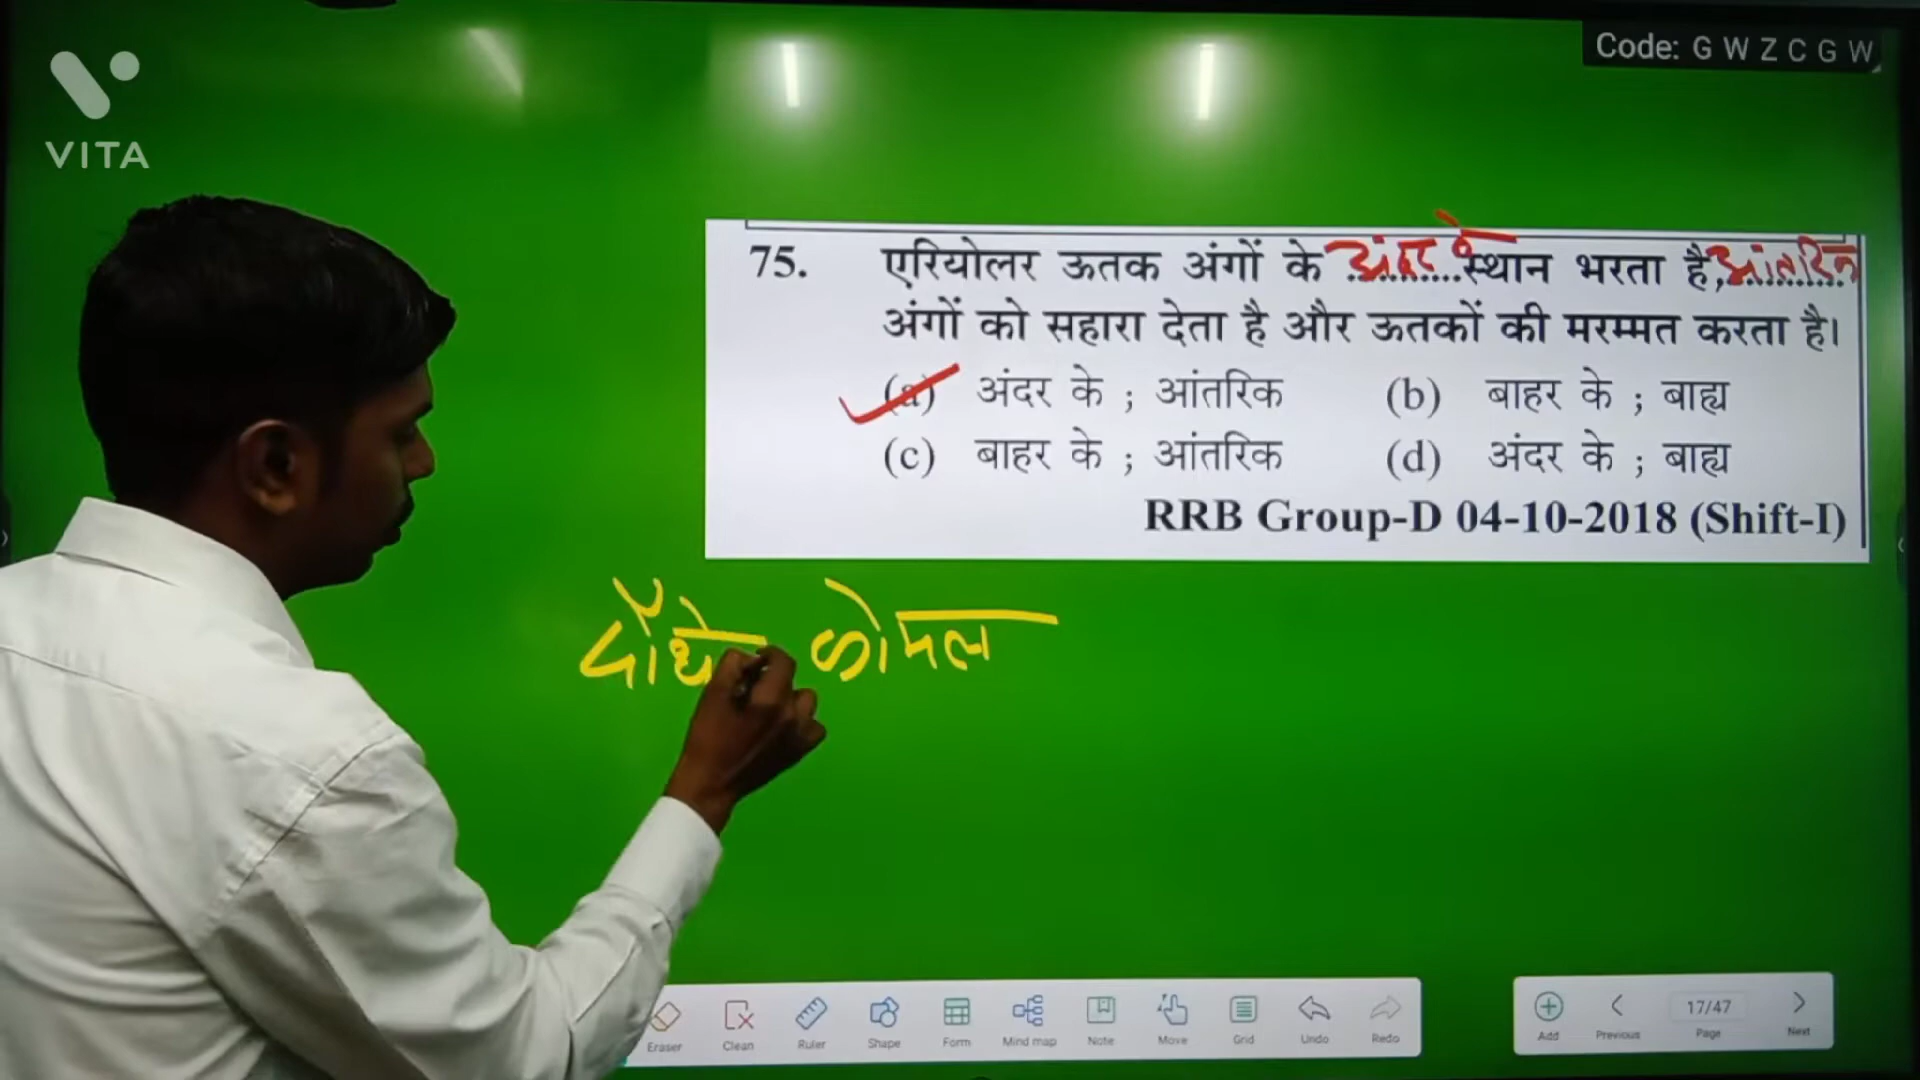 VITA
Code: G W Z C G W
75. एरियोलर ऊतक अंगों के अंदर के स्थान भरता है, आंतरिक
अंगों को सहारा देता है और ऊतकों की मरम्मत करता है।
(a) अंदर के ; आंतरिक (b) बाहर के ; बाह्य
(c) बाहर के ; आंतरिक (d) अंदर के ; बाह्य
RRB Group-D 04-10-2018 (Shift-I)
कोमल
Eraser Clean Ruler Shape Form Mind map Note Move Grid Undo Redo
Add Previous 17/47 Page Next